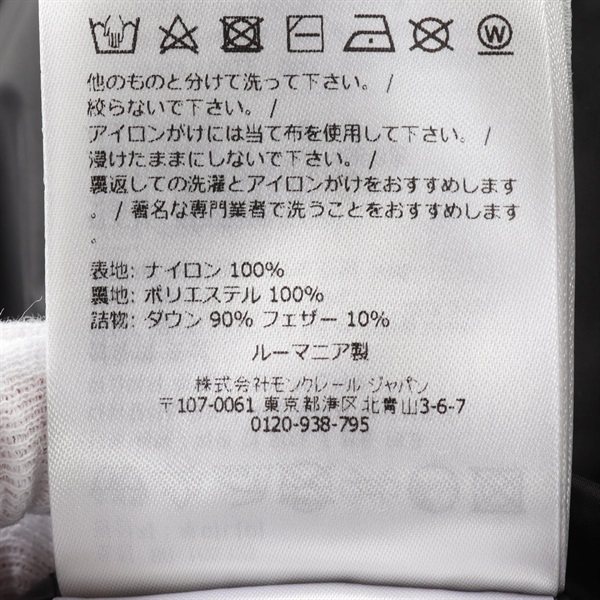 W
他のものと分けて洗って下さい。 /
絞らないで下さい。 /
アイロンがけには当て布を使用して下さい。 /
浸けたままにしないで下さい。 /
裏返しての洗濯とアイロンがけをおすすめします
。 / 著名な専門業者で洗うことをおすすめします
。
表地: ナイロン 100%
裏地: ポリエステル 100%
詰物: ダウン 90% フェザー 10%
ルーマニア製
株式会社モンクレール ジャパン
〒107-0061 東京都港区北青山3-6-7
0120-938-795